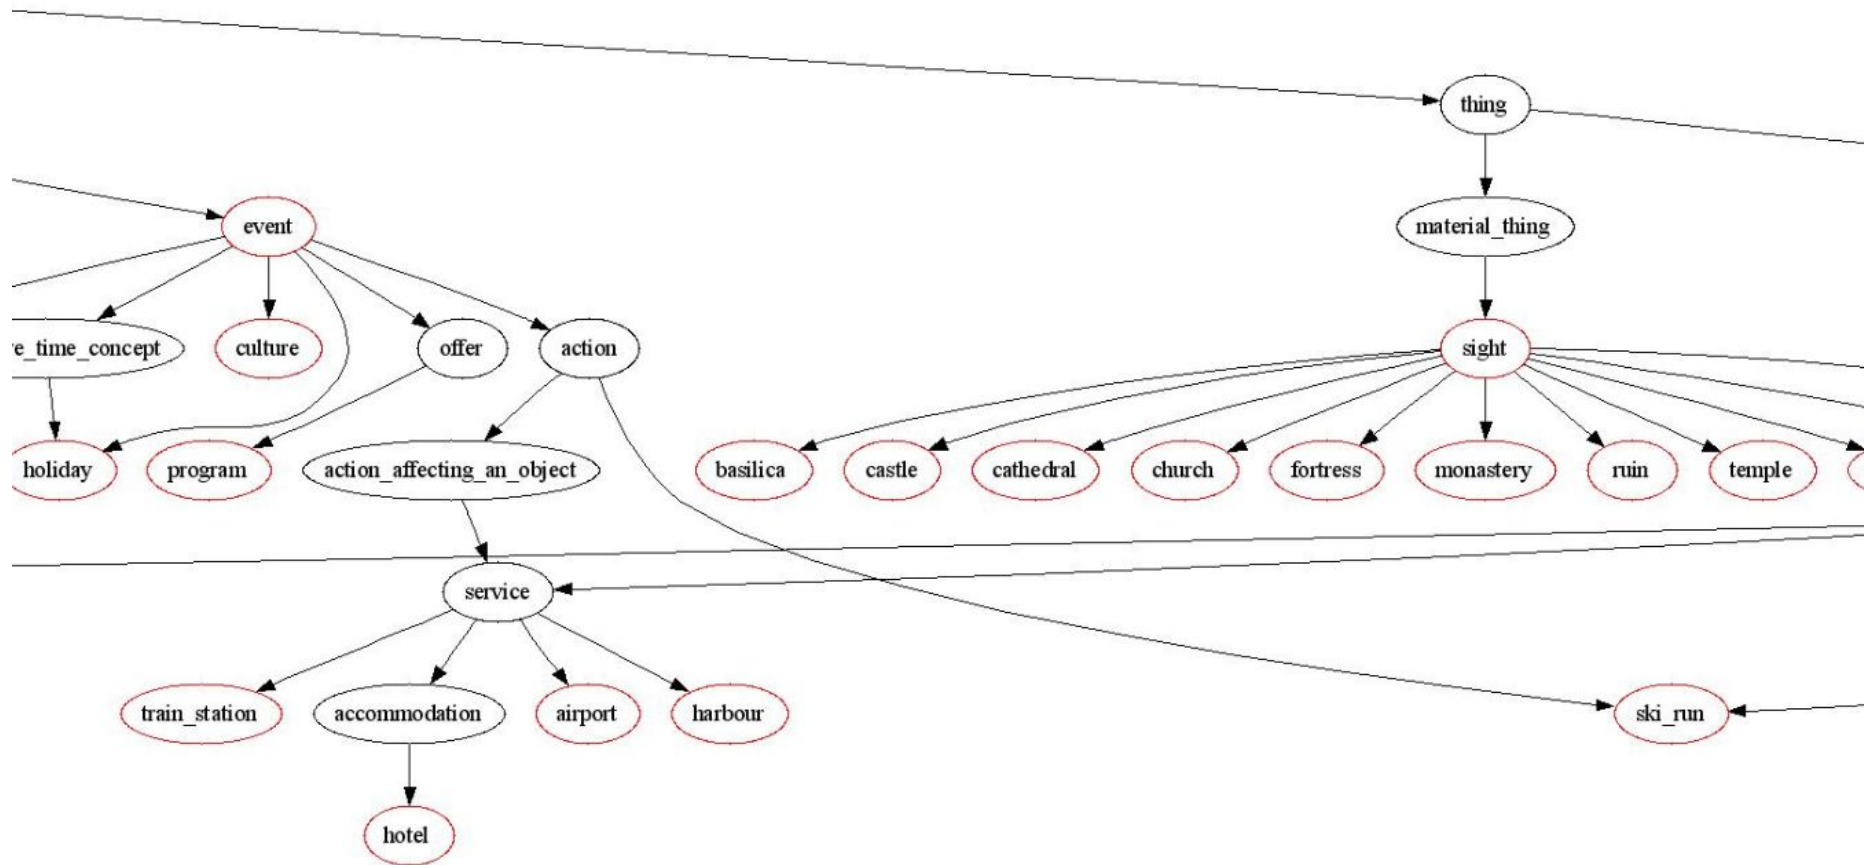 thing
event
material_thing
e_time_concept
culture
offer
action
sight
holiday
program
action_affecting_an_object
basilica
castle
cathedral
church
fortress
monastery
ruin
temple
service
train_station
accommodation
airport
harbour
ski_run
hotel